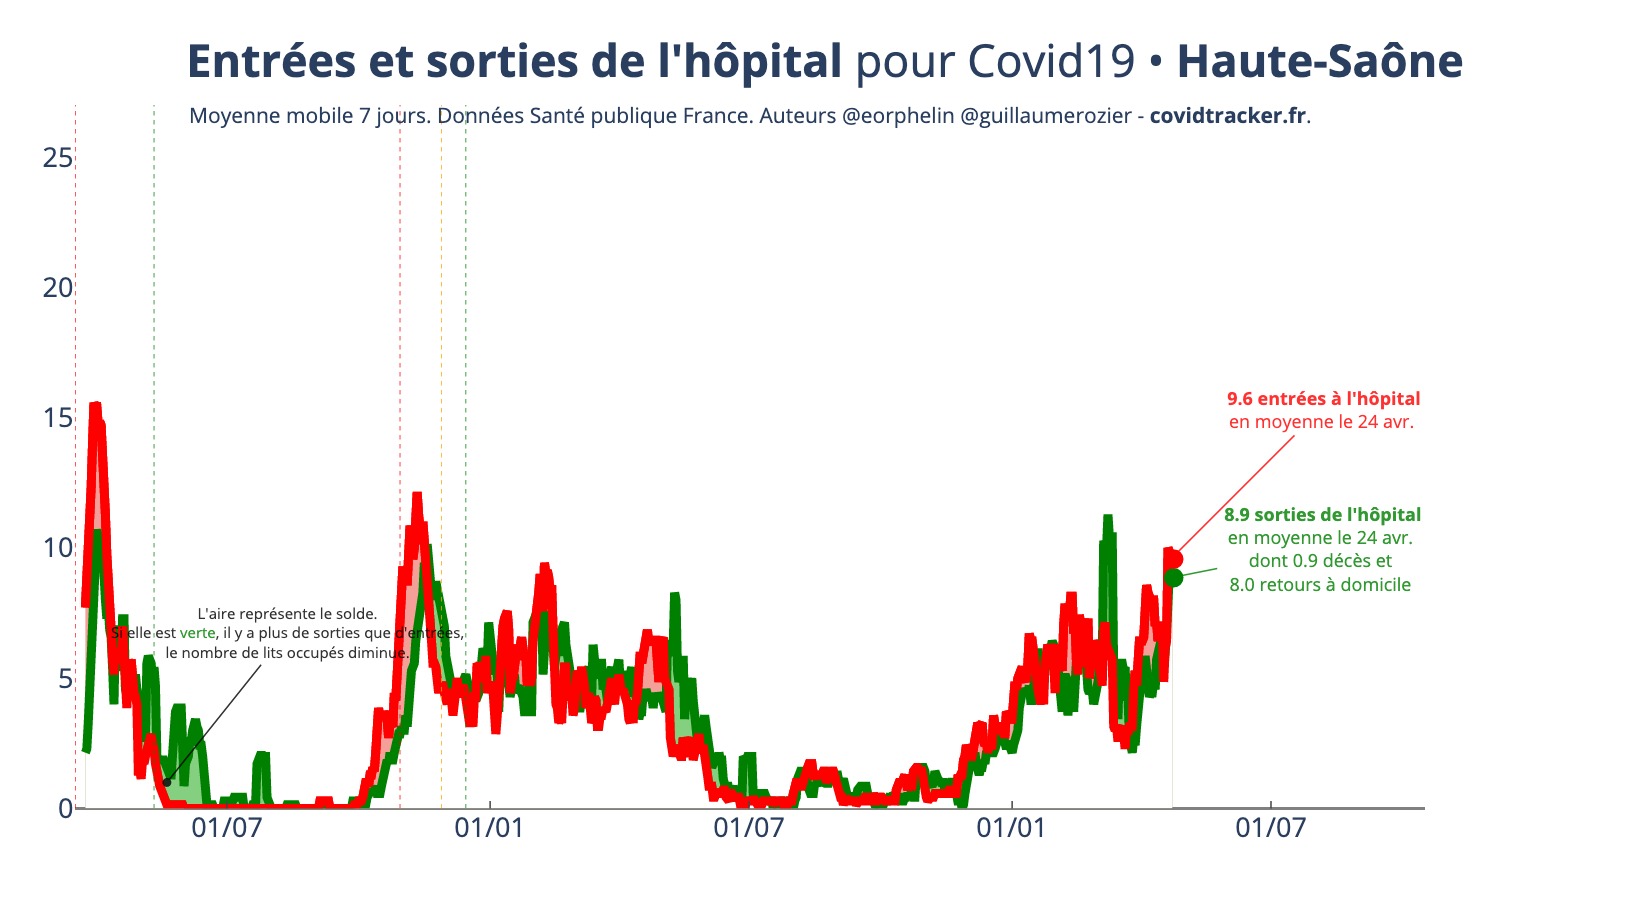 Entrées et sorties de l'hôpital pour Covid19 • Haute-Saône
Moyenne mobile 7 jours. Données Santé publique France. Auteurs @eorphelin @guillaumerozier - covidtracker.fr.
25
20
15
10
5
0
9.6 entrées à l'hôpital
en moyenne le 24 avr.
8.9 sorties de l'hôpital
en moyenne le 24 avr.
dont 0.9 décès et
8.0 retours à domicile
L'aire représente le solde.
Si elle est verte, il y a plus de sorties que d'entrées,
le nombre de lits occupés diminue.
01/07
01/01
01/07
01/01
01/07